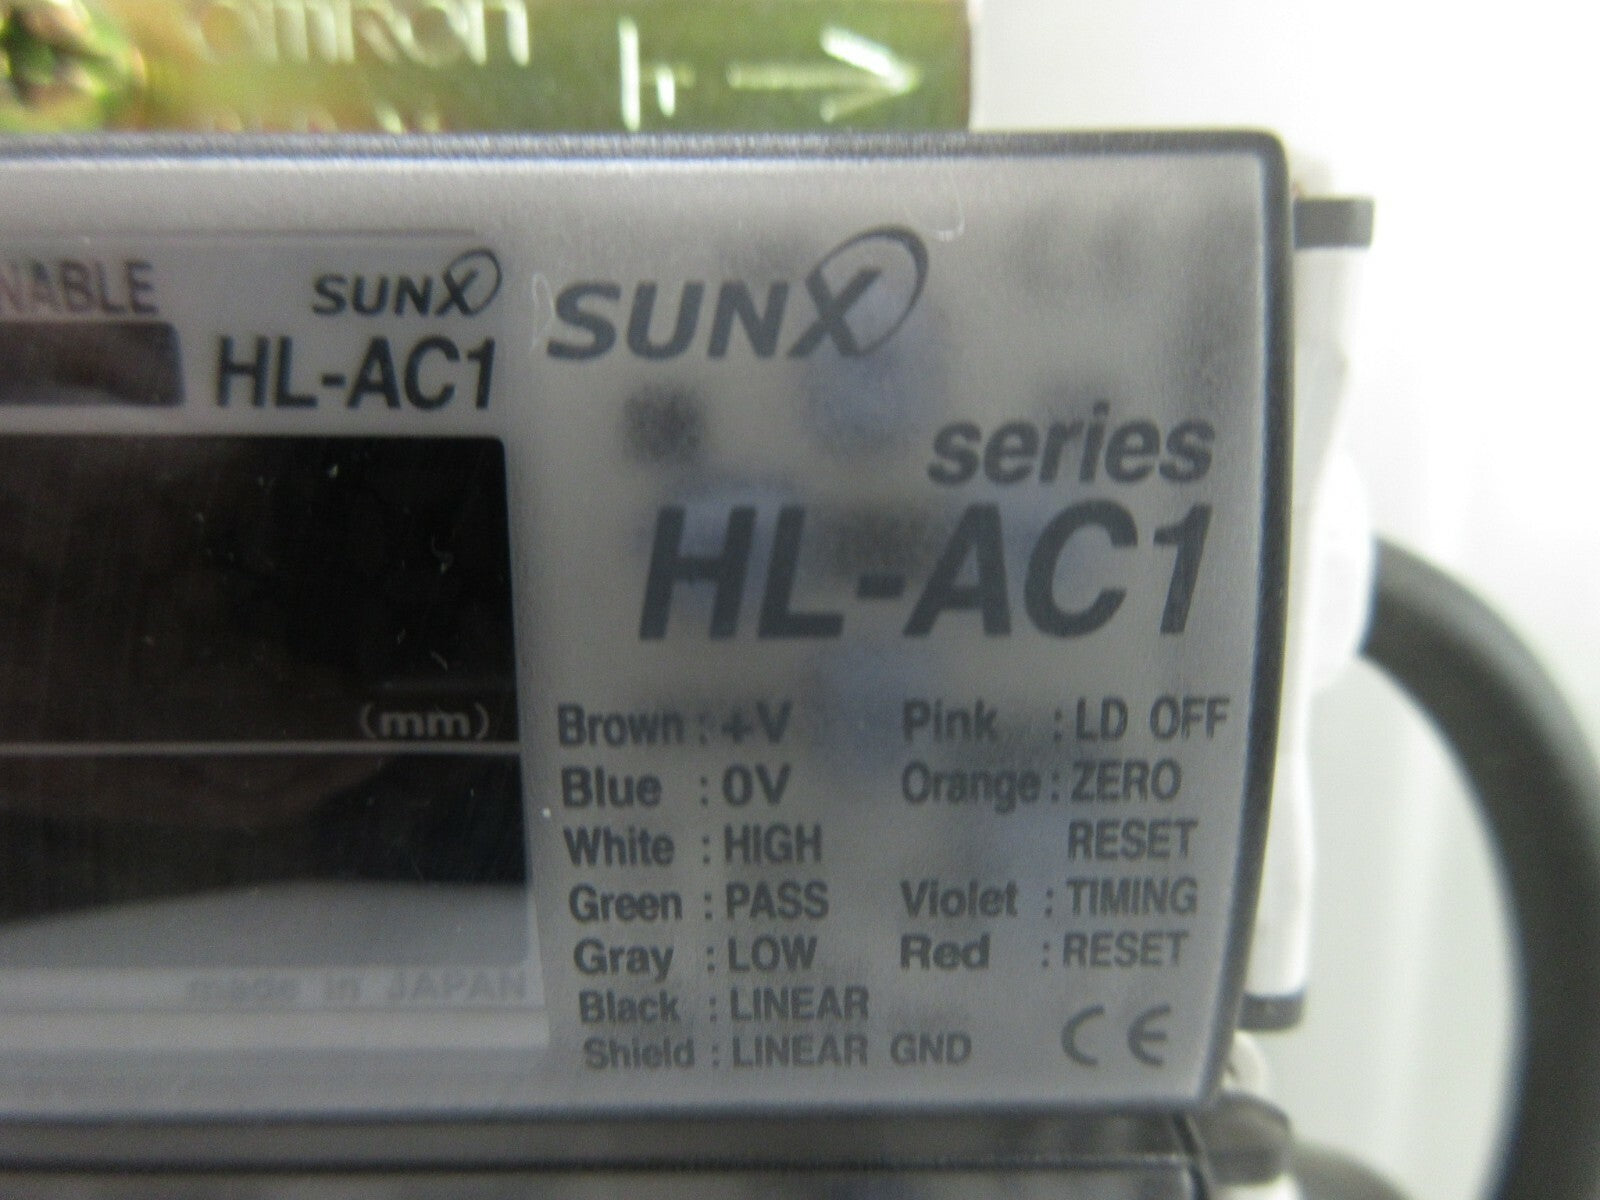 omron
NABLE
SUNX
HL-AC1
(mm)
made in JAPAN
SUNX
series
HL-AC1
Brown : +V
Blue : 0V
White : HIGH
Green : PASS
Gray : LOW
Black : LINEAR
Shield : LINEAR GND
Pink : LD OFF
Orange : ZERO
RESET
Violet : TIMING
Red : RESET
CE